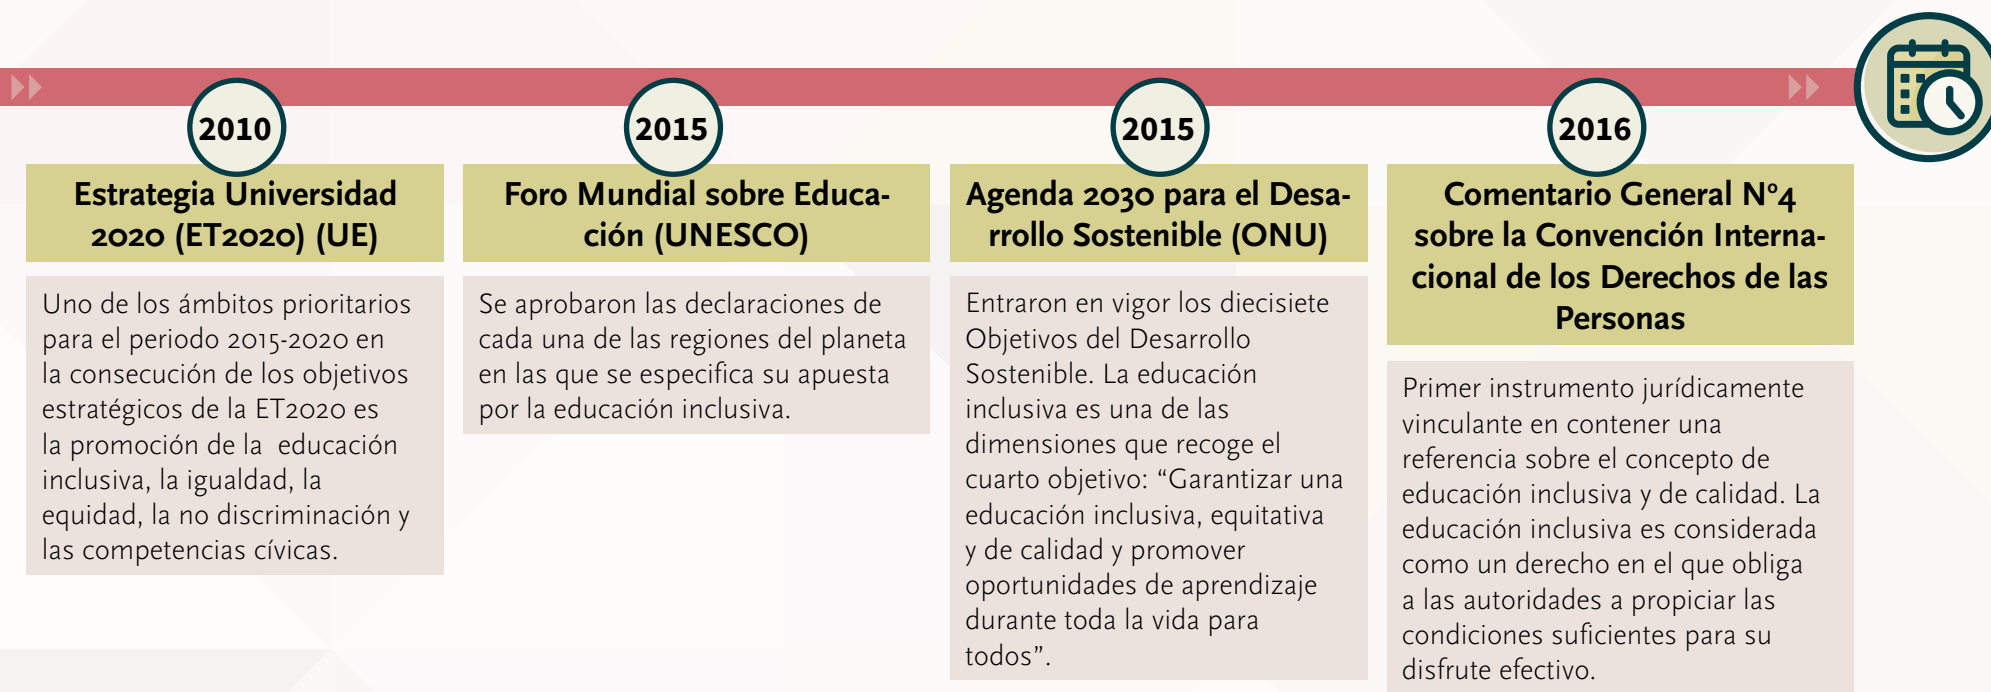 2010
Estrategia Universidad
2020 (ET2020) (UE)
Uno de los ámbitos prioritarios
para el periodo 2015-2020 en
la consecución de los objetivos
estratégicos de la ET2020 es
la promoción de la  educación
inclusiva, la igualdad, la
equidad, la no discriminación y
las competencias cívicas.
2015
Foro Mundial sobre Educa-
ción (UNESCO)
Se aprobaron las declaraciones de
cada una de las regiones del planeta
en las que se especifica su apuesta
por la educación inclusiva.
2015
Agenda 2030 para el Desa-
rrollo Sostenible (ONU)
Entraron en vigor los diecisiete
Objetivos del Desarrollo
Sostenible. La educación
inclusiva es una de las
dimensiones que recoge el
cuarto objetivo: “Garantizar una
educación inclusiva, equitativa
y de calidad y promover
oportunidades de aprendizaje
durante toda la vida para
todos”.
2016
Comentario General Nº4
sobre la Convención Interna-
cional de los Derechos de las
Personas
Primer instrumento jurídicamente
vinculante en contener una
referencia sobre el concepto de
educación inclusiva y de calidad. La
educación inclusiva es considerada
como un derecho en el que obliga
a las autoridades a propiciar las
condiciones suficientes para su
disfrute efectivo.